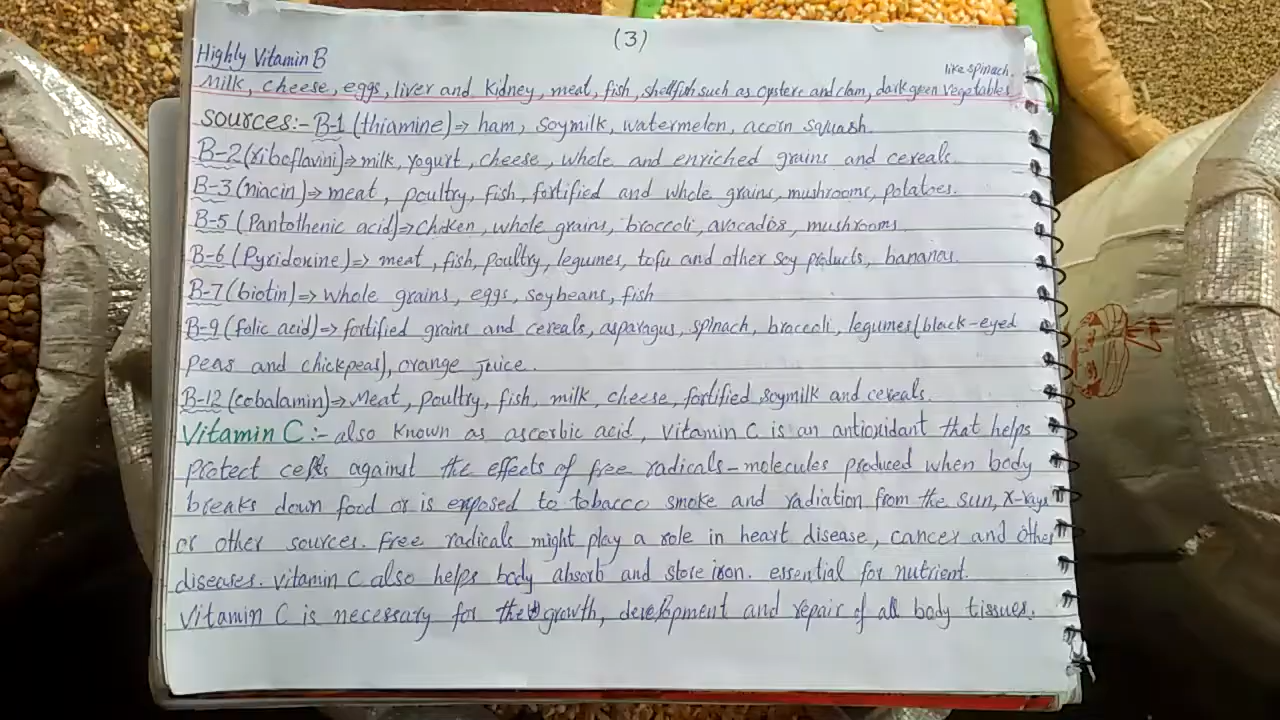 (3)
Highly Vitamin B
like spinach.
Milk, cheese, eggs, liver and kidney, meat, fish, shellfish such as oystere and clam, dark green vegetables
Sources:- B-1 (thiamine)=> ham, soymilk, watermelon, acorn squash.
B-2 (riboflavini)=> milk, yogurt, cheese, whole and enriched grains and cereals.
B-3 (niacin)=> meat, poultry, fish, fortified and whole grains, mushrooms, potatoes.
B-5 (Pantothenic acid)=> chiken, whole grains, broccoli, avocados, mushrooms.
B-6 (Pyridoxine)=> meat, fish, poultry, legumes, tofu and other soy products, bananas.
B-7 (biotin)=> Whole grains, eggs, soybeans, fish
B-9 (folic acid)=> fortified grains and cereals, asparagus, spinach, broccoli, legumes (black-eyed
peas and chickpeas), orange juice.
B-12 (cobalamin)=> Meat, poultry, fish, milk, cheese, fortified soymilk and cereals.
Vitamin C:- also known as ascorbic acid, vitamin C is an antioxidant that helps
protect cells against the effects of free radicals-molecules produced when body
breaks down food or is exposed to tobacco smoke and radiation from the sun, X-rays
or other sources. Free radicals might play a role in heart disease, cancer and other
diseases. Vitamin C also helps body absorb and store iron. essential for nutrient.
Vitamin C is necessary for the growth, development and repair of all body tissues.